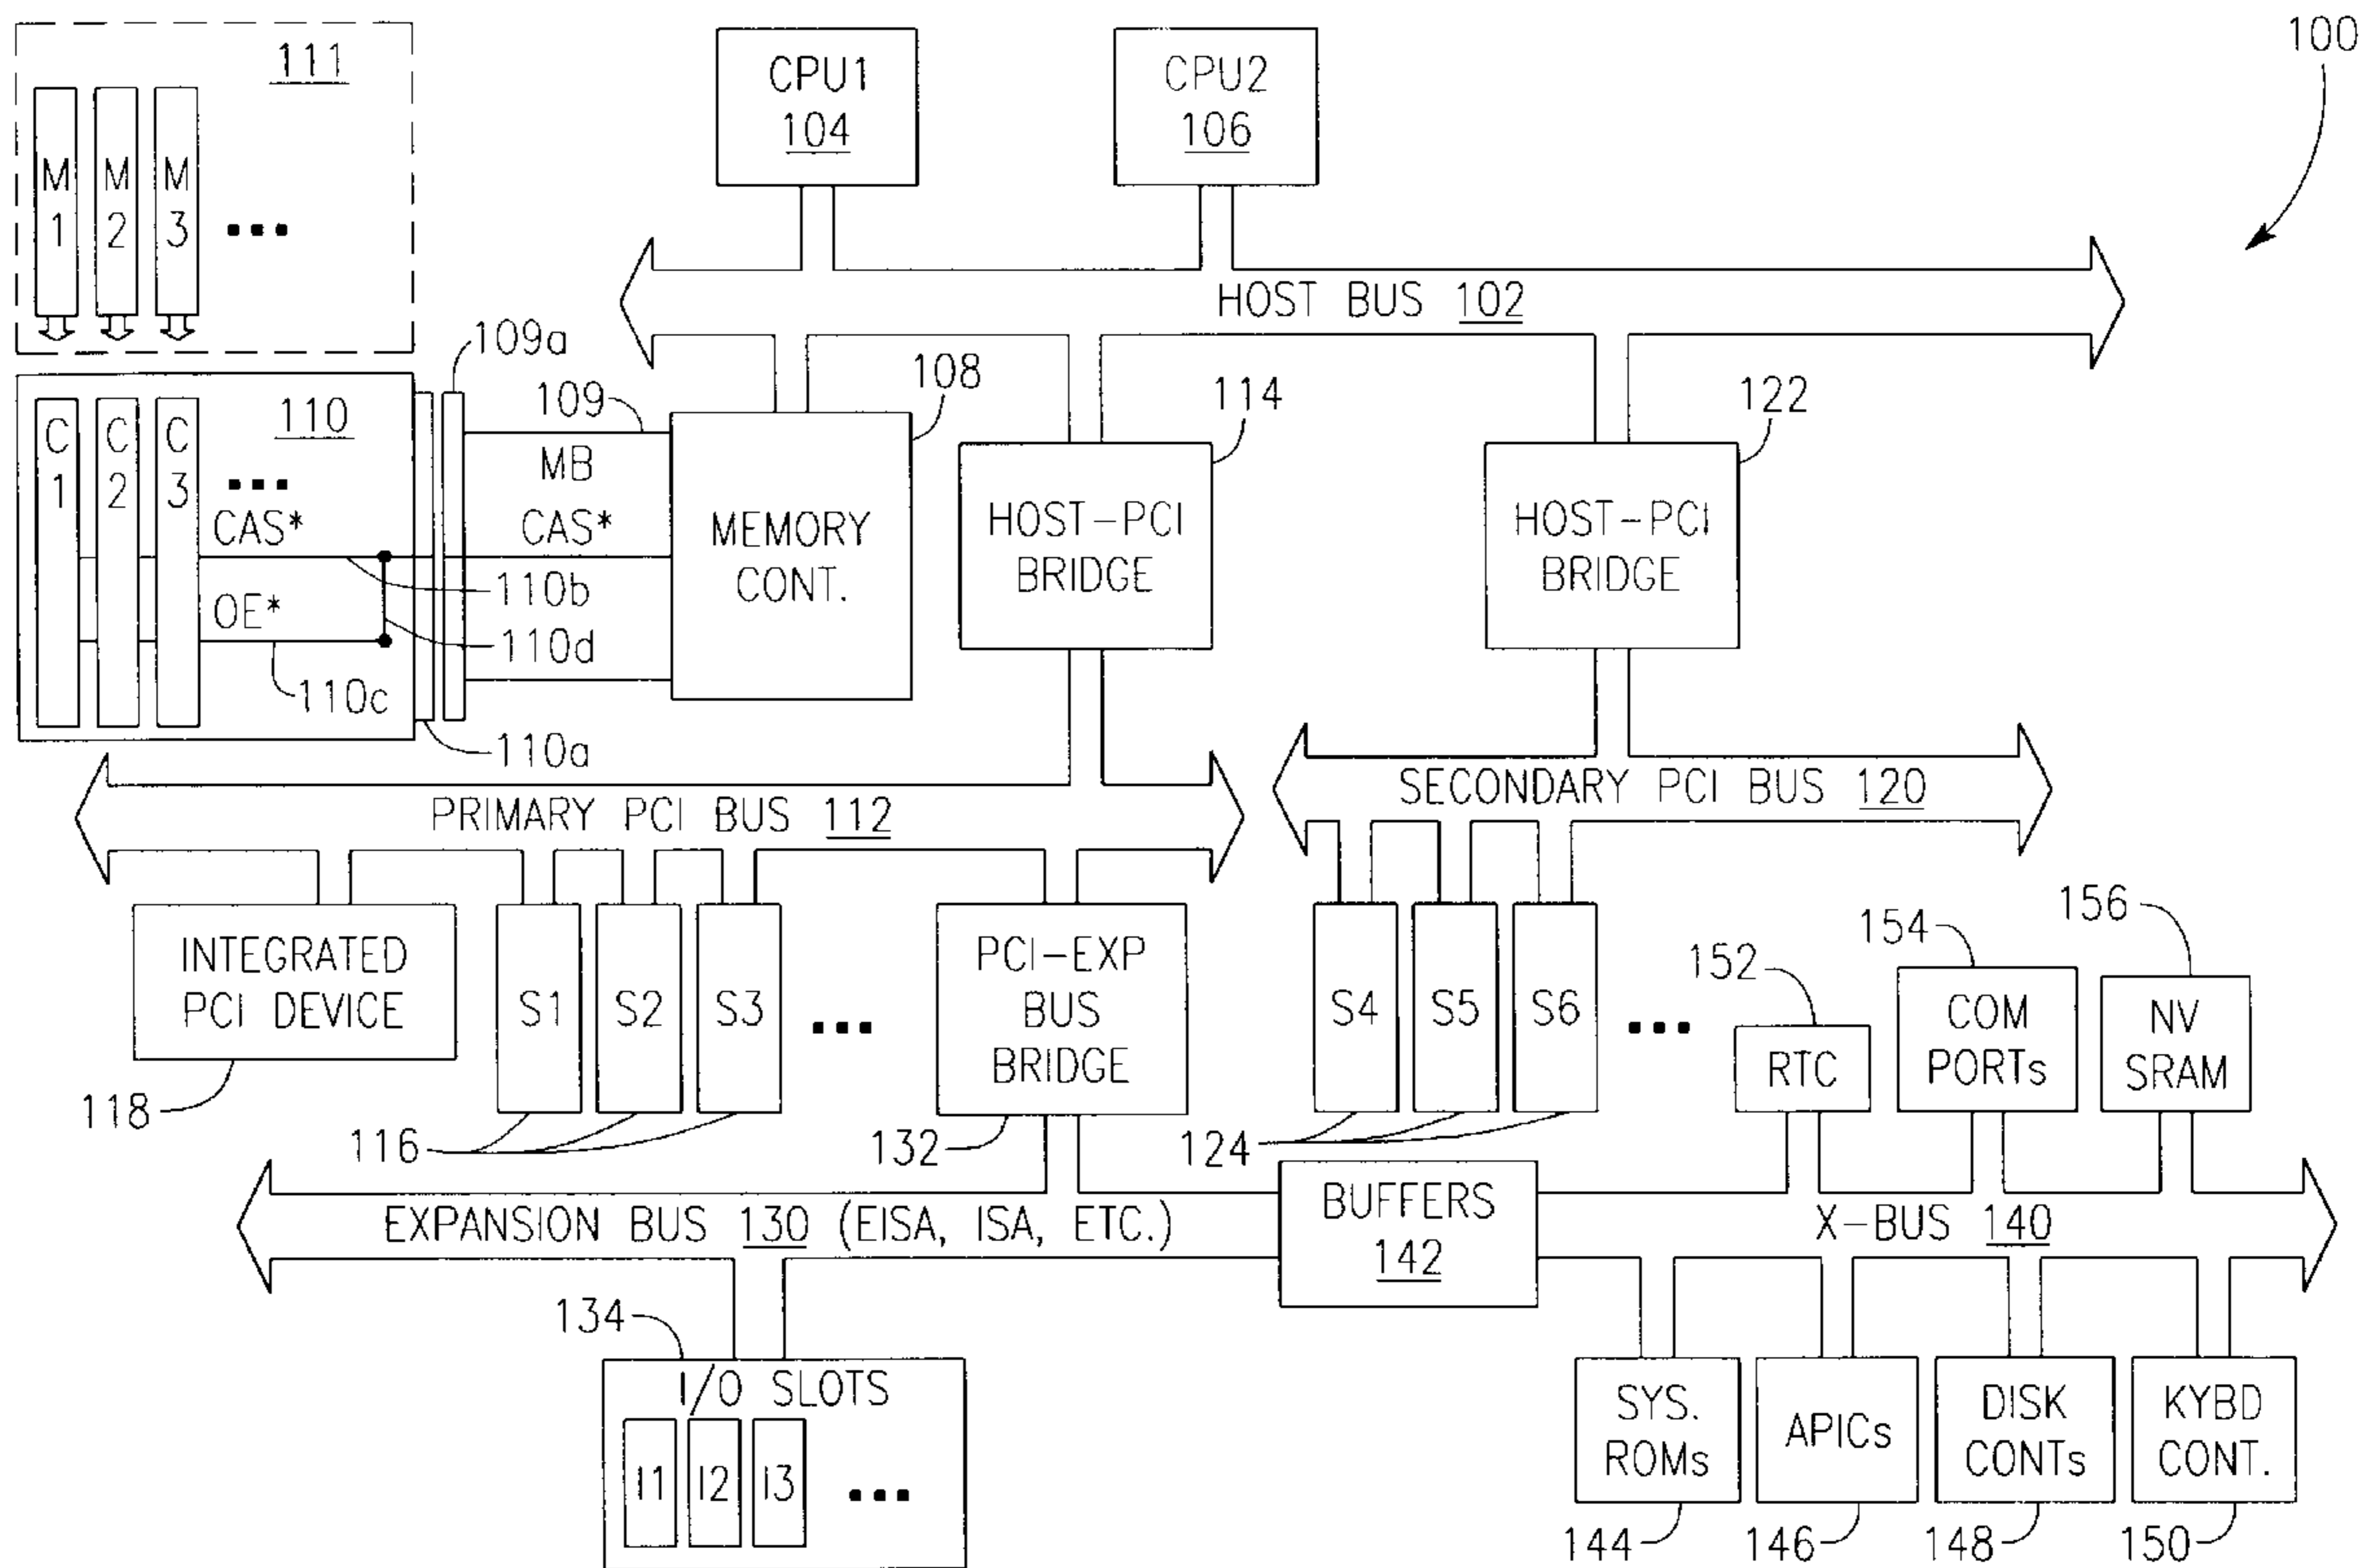 100
111
M
1
M
2
M
3
CPU1
104
CPU2
106
HOST BUS 102
109a
109
108
114
122
110
C
1
C
2
C
3
CAS*
OE*
110b
110d
110c
110a
MB
CAS*
MEMORY
CONT.
HOST-PCI
BRIDGE
HOST-PCI
BRIDGE
PRIMARY PCI BUS 112
SECONDARY PCI BUS 120
INTEGRATED
PCI DEVICE
118
S1
S2
S3
116
PCI-EXP
BUS
BRIDGE
132
S4
S5
S6
124
152
RTC
154
COM
PORTs
156
NV
SRAM
EXPANSION BUS 130 (EISA, ISA, ETC.)
BUFFERS
142
X-BUS 140
134
I/O SLOTS
I1
I2
I3
SYS.
ROMs
144
APICs
146
DISK
CONTs
148
KYBD
CONT.
150